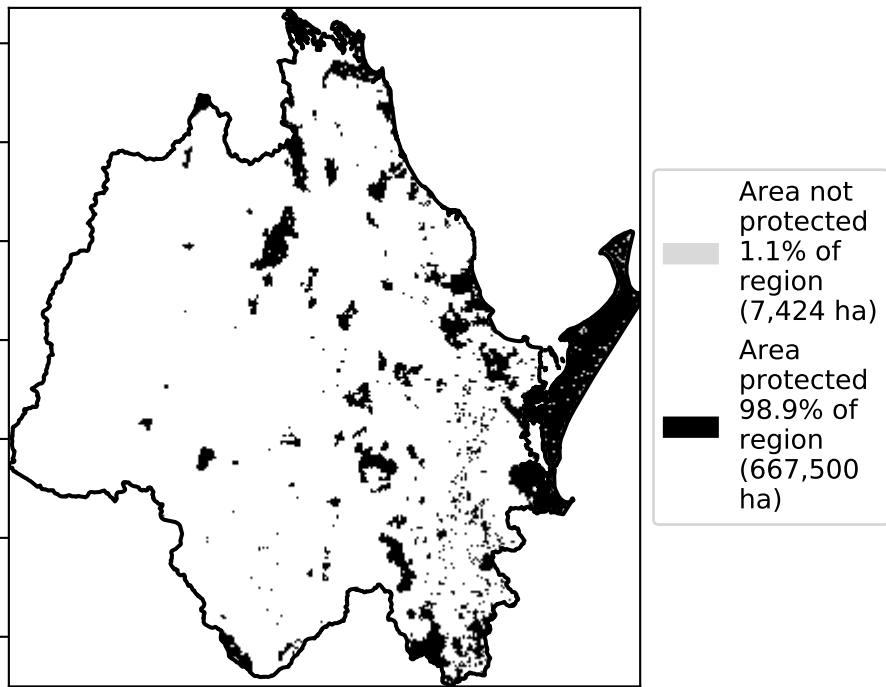 Area not
protected
1.1% of
region
(7,424 ha)
Area
protected
98.9% of
region
(667,500
ha)